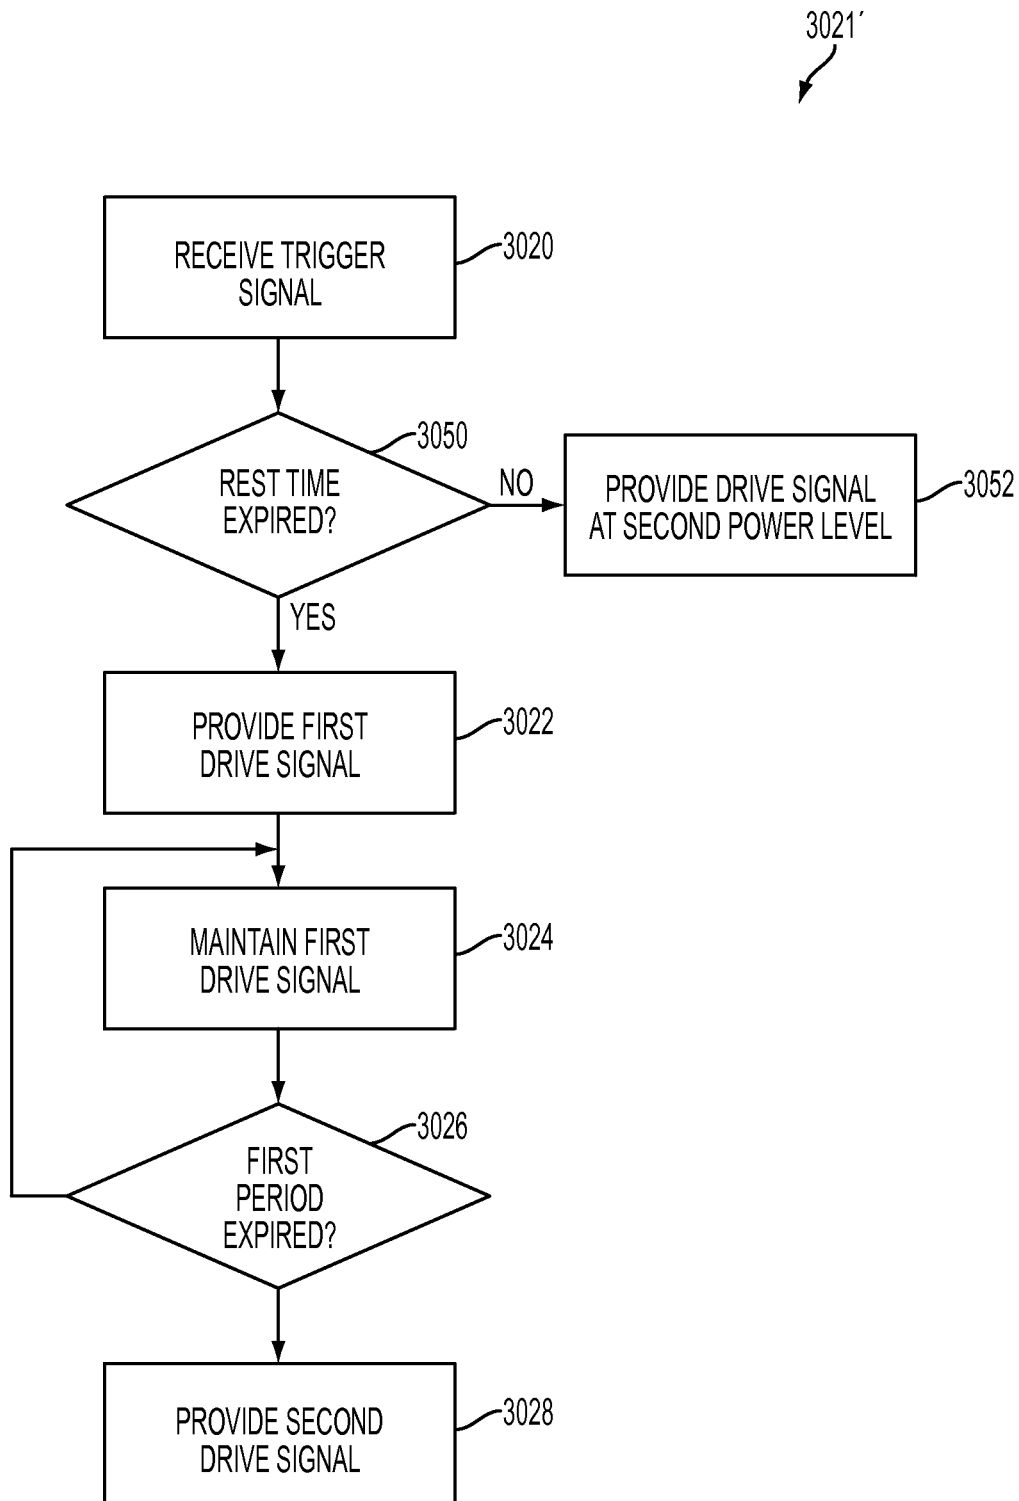 3021´
RECEIVE TRIGGER
SIGNAL
3020
3050
REST TIME
EXPIRED?
NO
PROVIDE DRIVE SIGNAL
AT SECOND POWER LEVEL
3052
YES
PROVIDE FIRST
DRIVE SIGNAL
3022
MAINTAIN FIRST
DRIVE SIGNAL
3024
3026
FIRST
PERIOD
EXPIRED?
PROVIDE SECOND
DRIVE SIGNAL
3028